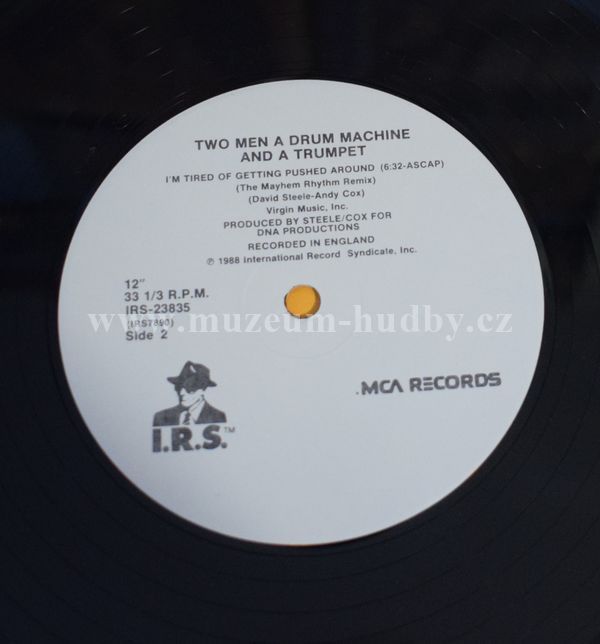 TWO MEN A DRUM MACHINE
AND A TRUMPET
I'M TIRED OF GETTING PUSHED AROUND (6:32-ASCAP)
(The Mayhem Rhythm Remix)
(David Steele-Andy Cox)
Virgin Music, Inc.
PRODUCED BY STEELE/COX FOR
DNA PRODUCTIONS
RECORDED IN ENGLAND
℗ 1988 International Record Syndicate, Inc.
12"
33 1/3 R.P.M.
IRS-23835
(IRS7890)
Side 2
www.muzeum-hudby.cz
I.R.S.™
.MCA RECORDS